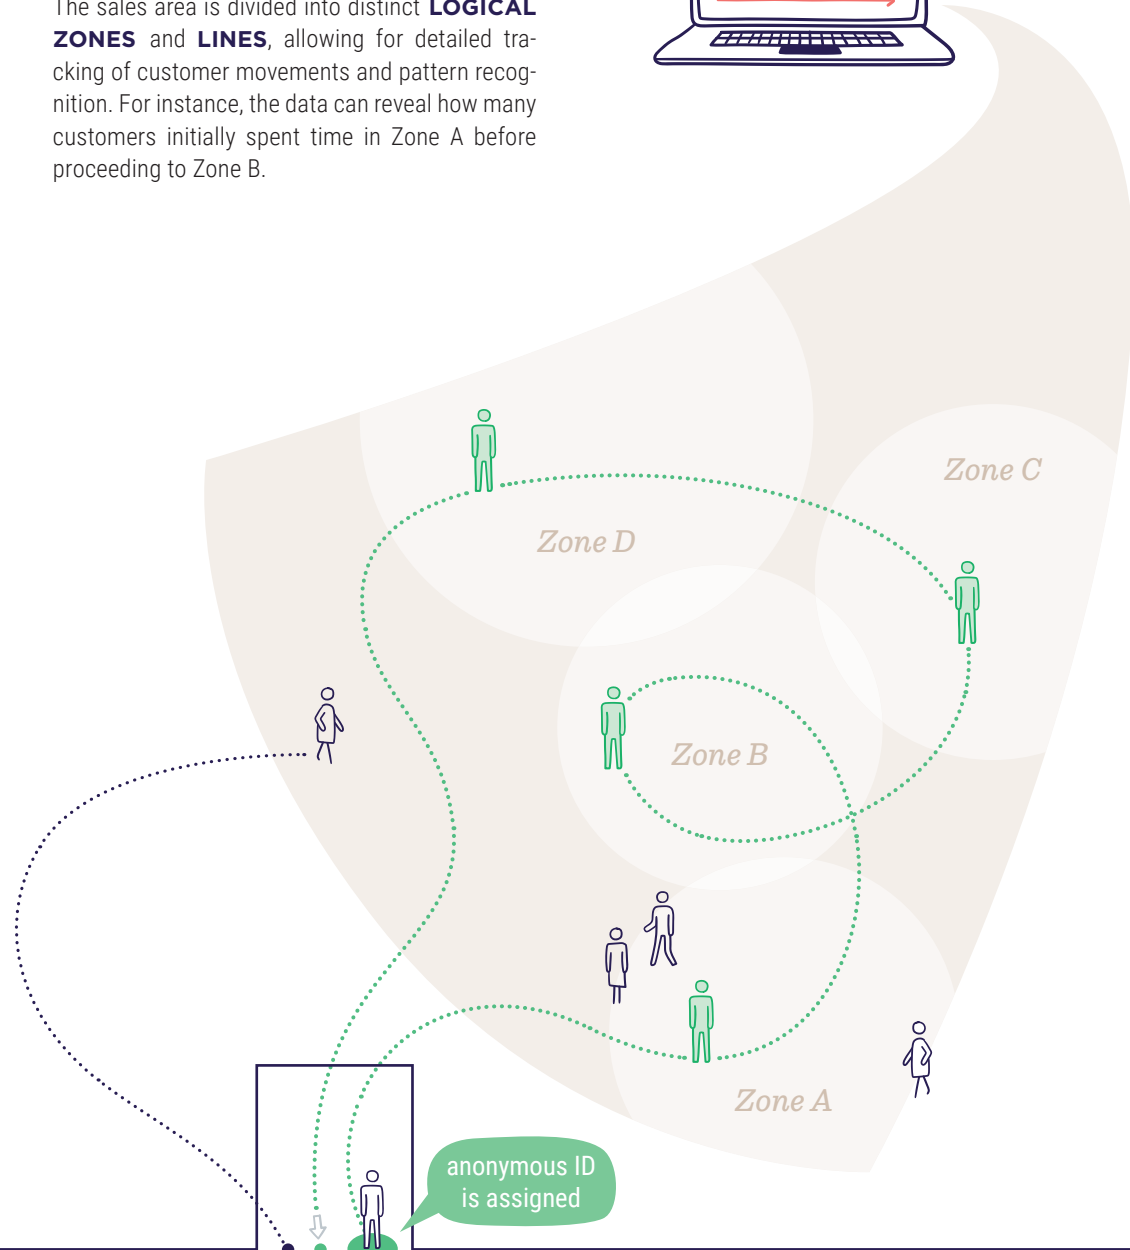 The sales area is divided into distinct LOGICAL
ZONES and LINES, allowing for detailed tra-
cking of customer movements and pattern recog-
nition. For instance, the data can reveal how many
customers initially spent time in Zone A before
proceeding to Zone B.
Zone C
Zone D
Zone B
Zone A
anonymous ID
is assigned